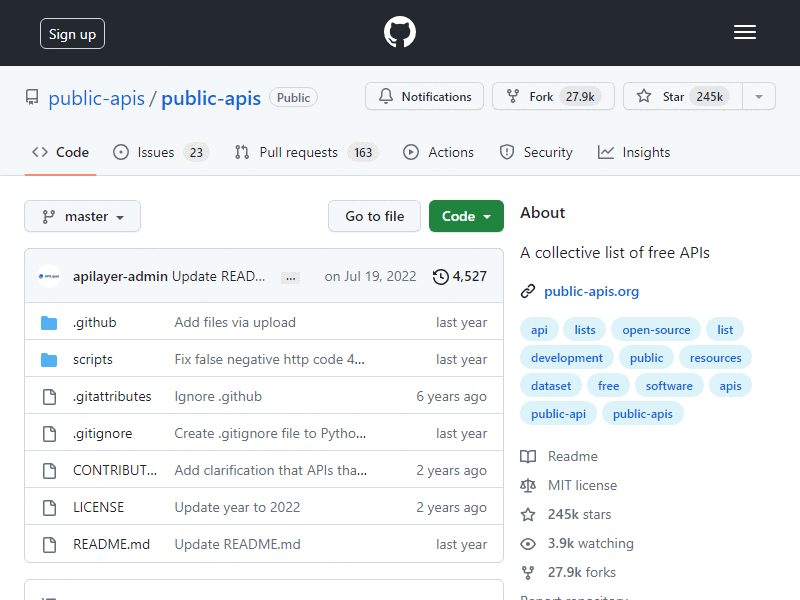 Sign up
public-apis / public-apis Public
Notifications Fork 27.9k Star 245k
Code Issues 23 Pull requests 163 Actions Security Insights
master Go to file Code
apilayer-admin Update READ... ... on Jul 19, 2022 4,527
.github Add files via upload last year
scripts Fix false negative http code 4... last year
.gitattributes Ignore .github 6 years ago
.gitignore Create .gitignore file to Pytho... last year
CONTRIBUT... Add clarification that APIs tha... 2 years ago
LICENSE Update year to 2022 2 years ago
README.md Update README.md last year
About
A collective list of free APIs
public-apis.org
api lists open-source list
development public resources
dataset free software apis
public-api public-apis
Readme
MIT license
245k stars
3.9k watching
27.9k forks